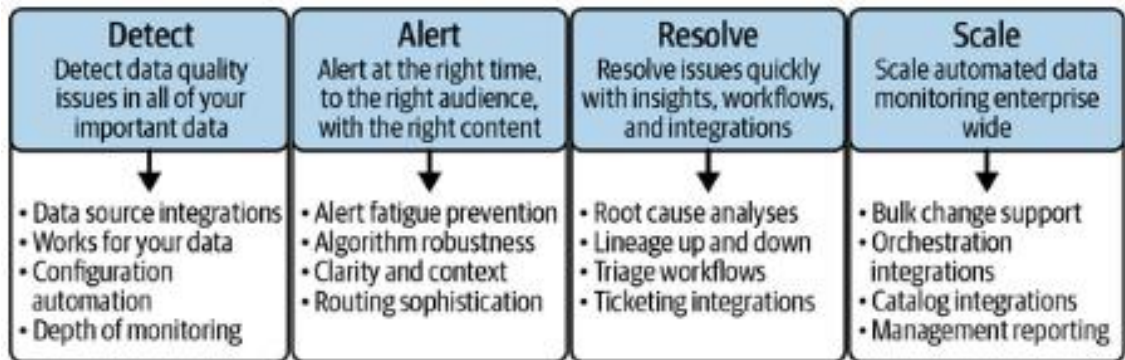 Detect
Detect data quality
issues in all of your
important data
• Data source integrations
• Works for your data
• Configuration
automation
• Depth of monitoring
Alert
Alert at the right time,
to the right audience,
with the right content
• Alert fatigue prevention
• Algorithm robustness
• Clarity and context
• Routing sophistication
Resolve
Resolve issues quickly
with insights, workflows,
and integrations
• Root cause analyses
• Lineage up and down
• Triage workflows
• Ticketing integrations
Scale
Scale automated data
monitoring enterprise
wide
• Bulk change support
• Orchestration
integrations
• Catalog integrations
• Management reporting